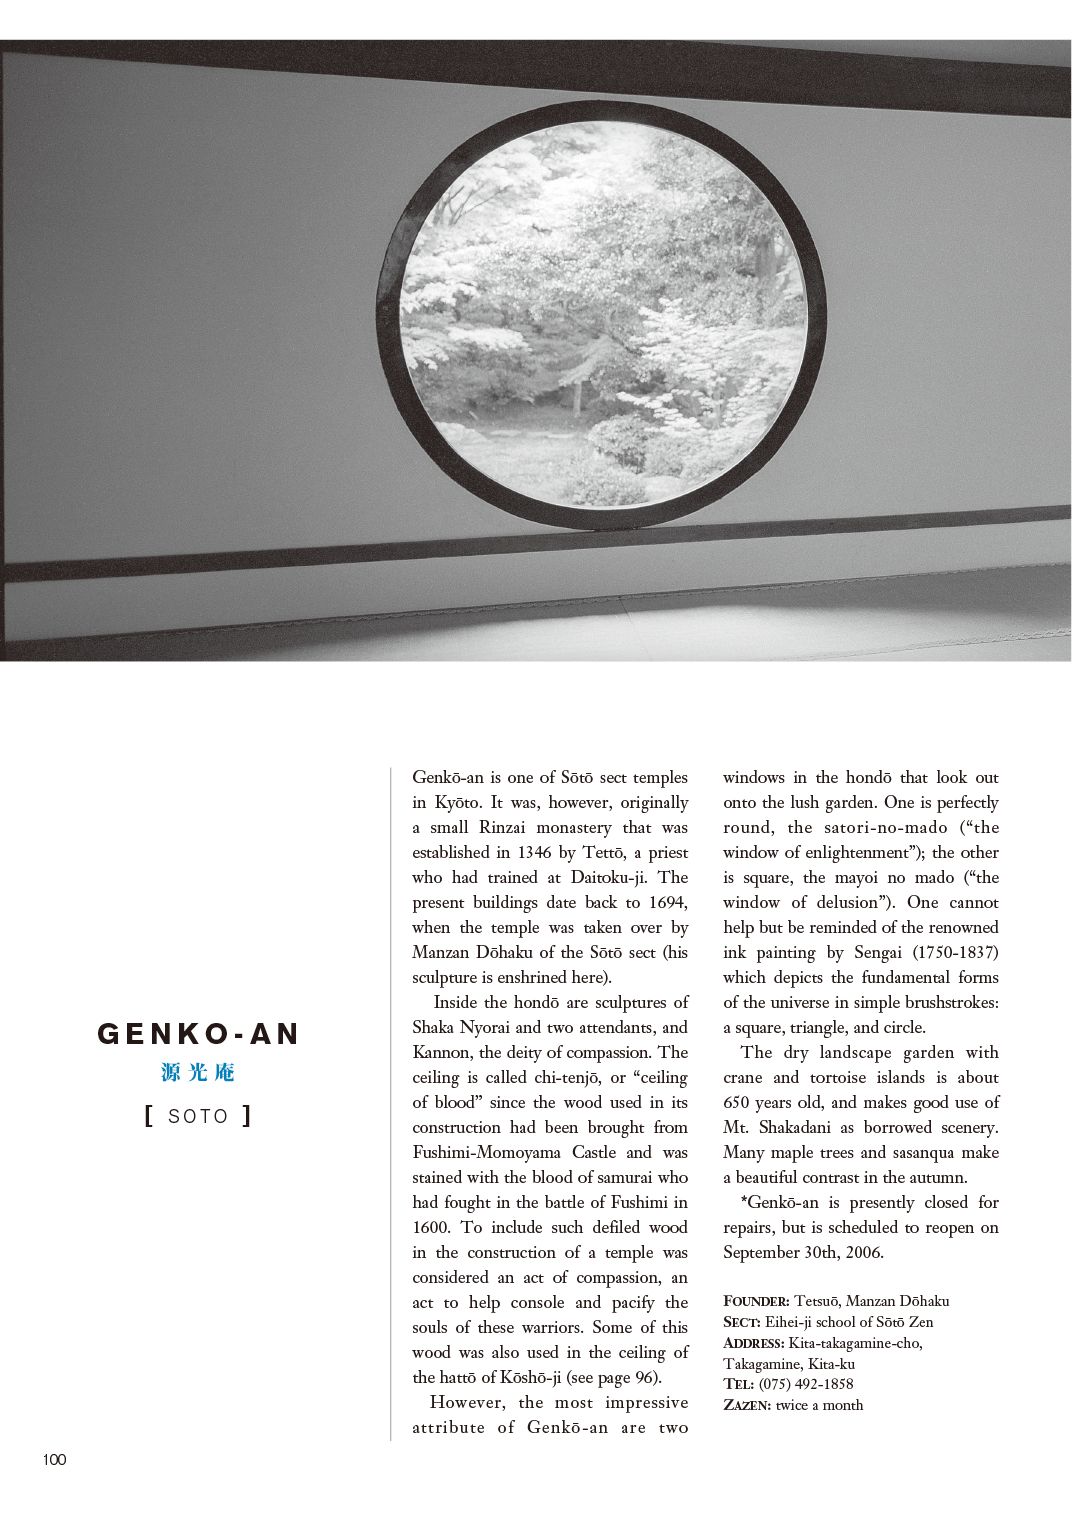 GENKO-AN
源光庵
[ SOTO ]
Genkō-an is one of Sōtō sect temples
in Kyōto. It was, however, originally
a small Rinzai monastery that was
established in 1346 by Tettō, a priest
who had trained at Daitoku-ji. The
present buildings date back to 1694,
when the temple was taken over by
Manzan Dōhaku of the Sōtō sect (his
sculpture is enshrined here).
Inside the hondō are sculptures of
Shaka Nyorai and two attendants, and
Kannon, the deity of compassion. The
ceiling is called chi-tenjō, or “ceiling
of blood” since the wood used in its
construction had been brought from
Fushimi-Momoyama Castle and was
stained with the blood of samurai who
had fought in the battle of Fushimi in
1600. To include such defiled wood
in the construction of a temple was
considered an act of compassion, an
act to help console and pacify the
souls of these warriors. Some of this
wood was also used in the ceiling of
the hattō of Kōshō-ji (see page 96).
However, the most impressive
attribute of Genkō-an are two
windows in the hondō that look out
onto the lush garden. One is perfectly
round, the satori-no-mado (“the
window of enlightenment”); the other
is square, the mayoi no mado (“the
window of delusion”). One cannot
help but be reminded of the renowned
ink painting by Sengai (1750-1837)
which depicts the fundamental forms
of the universe in simple brushstrokes:
a square, triangle, and circle.
The dry landscape garden with
crane and tortoise islands is about
650 years old, and makes good use of
Mt. Shakadani as borrowed scenery.
Many maple trees and sasanqua make
a beautiful contrast in the autumn.
*Genkō-an is presently closed for
repairs, but is scheduled to reopen on
September 30th, 2006.
FOUNDER: Tetsuō, Manzan Dōhaku
SECT: Eihei-ji school of Sōtō Zen
ADDRESS: Kita-takagamine-cho,
Takagamine, Kita-ku
TEL: (075) 492-1858
ZAZEN: twice a month
100